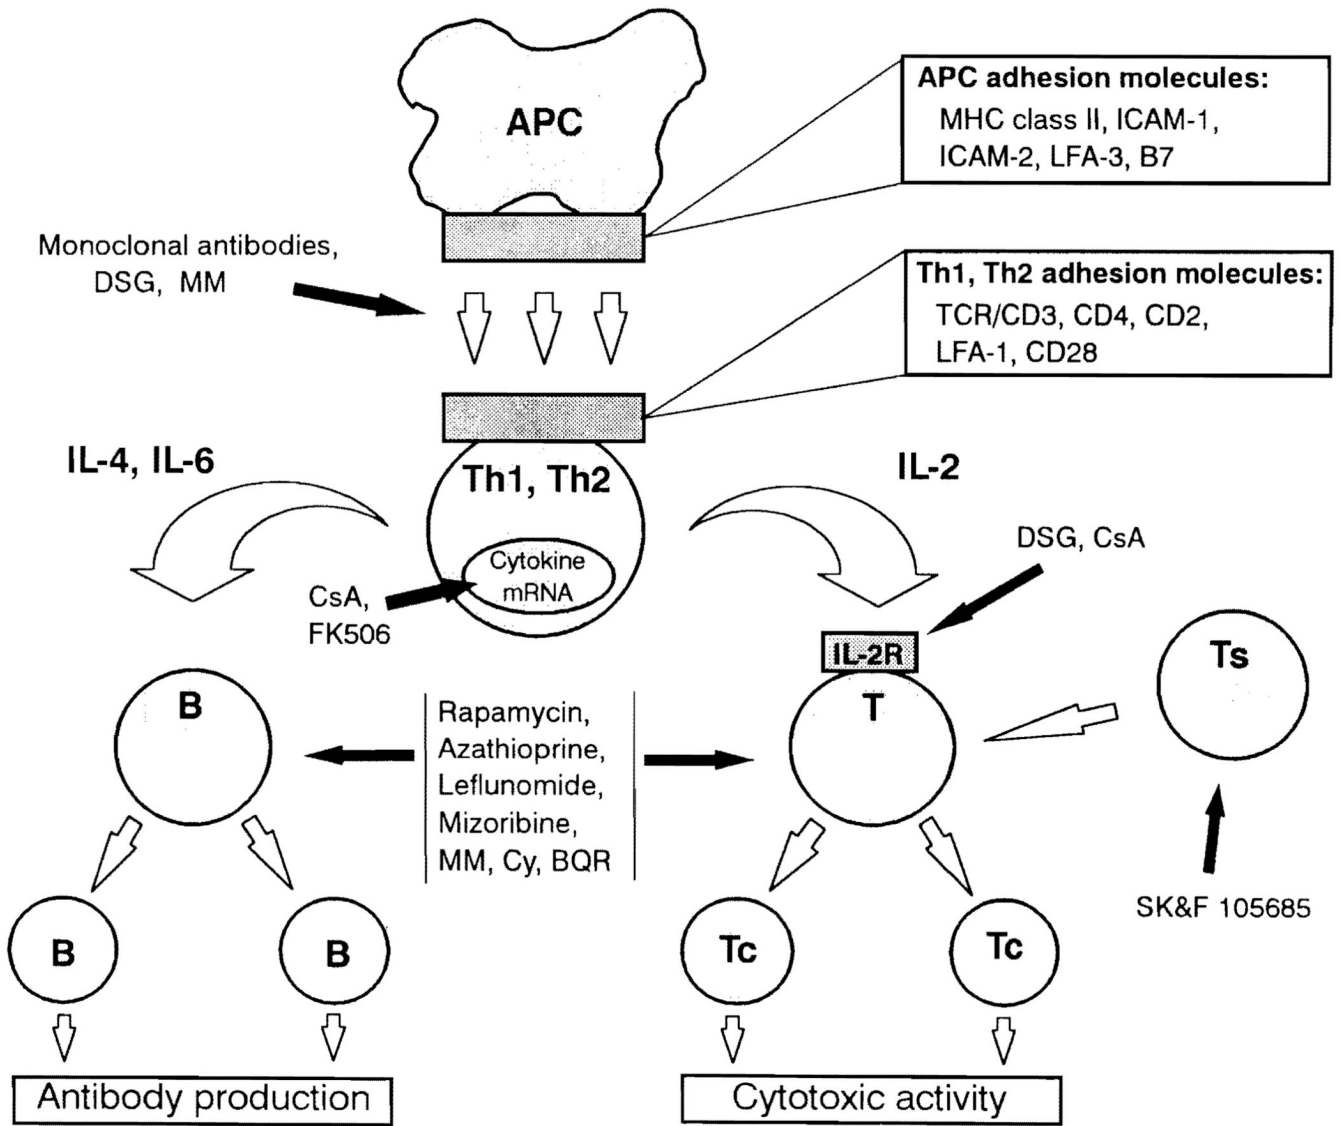 APC
APC adhesion molecules:
MHC class II, ICAM-1,
ICAM-2, LFA-3, B7
Monoclonal antibodies,
DSG, MM
Th1, Th2 adhesion molecules:
TCR/CD3, CD4, CD2,
LFA-1, CD28
IL-4, IL-6
Th1, Th2
IL-2
Cytokine
mRNA
CsA,
FK506
DSG, CsA
IL-2R
Ts
B
T
Rapamycin,
Azathioprine,
Leflunomide,
Mizoribine,
MM, Cy, BQR
SK&F 105685
B
B
Tc
Tc
Antibody production
Cytotoxic activity